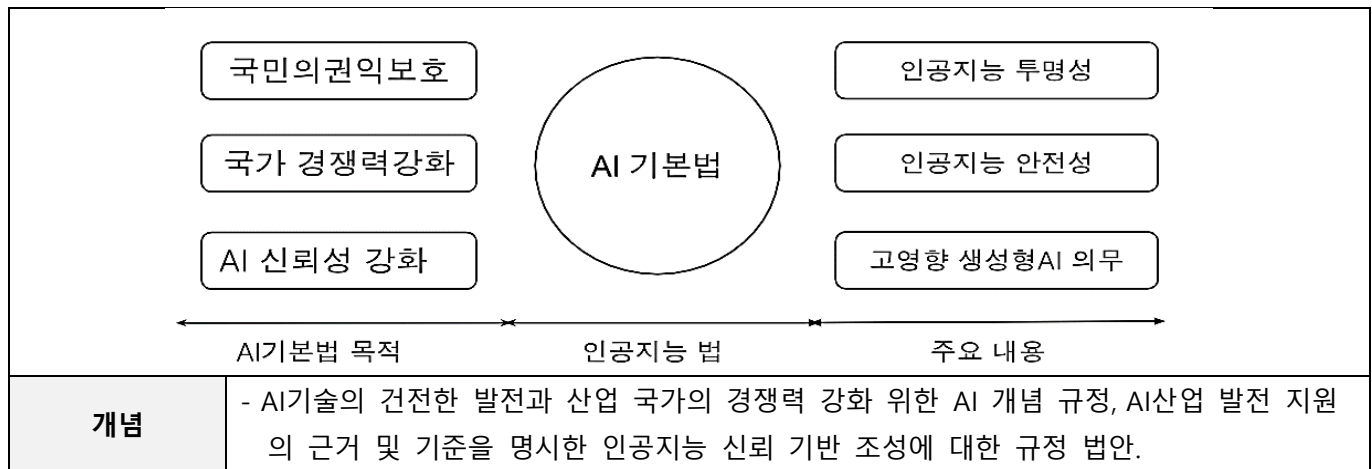 국민의권익보호
국가 경쟁력강화
AI 신뢰성 강화
AI 기본법
인공지능 투명성
인공지능 안전성
고영향 생성형AI 의무
AI기본법 목적
인공지능 법
주요 내용
개념
- AI기술의 건전한 발전과 산업 국가의 경쟁력 강화 위한 AI 개념 규정, AI산업 발전 지원
의 근거 및 기준을 명시한 인공지능 신뢰 기반 조성에 대한 규정 법안.